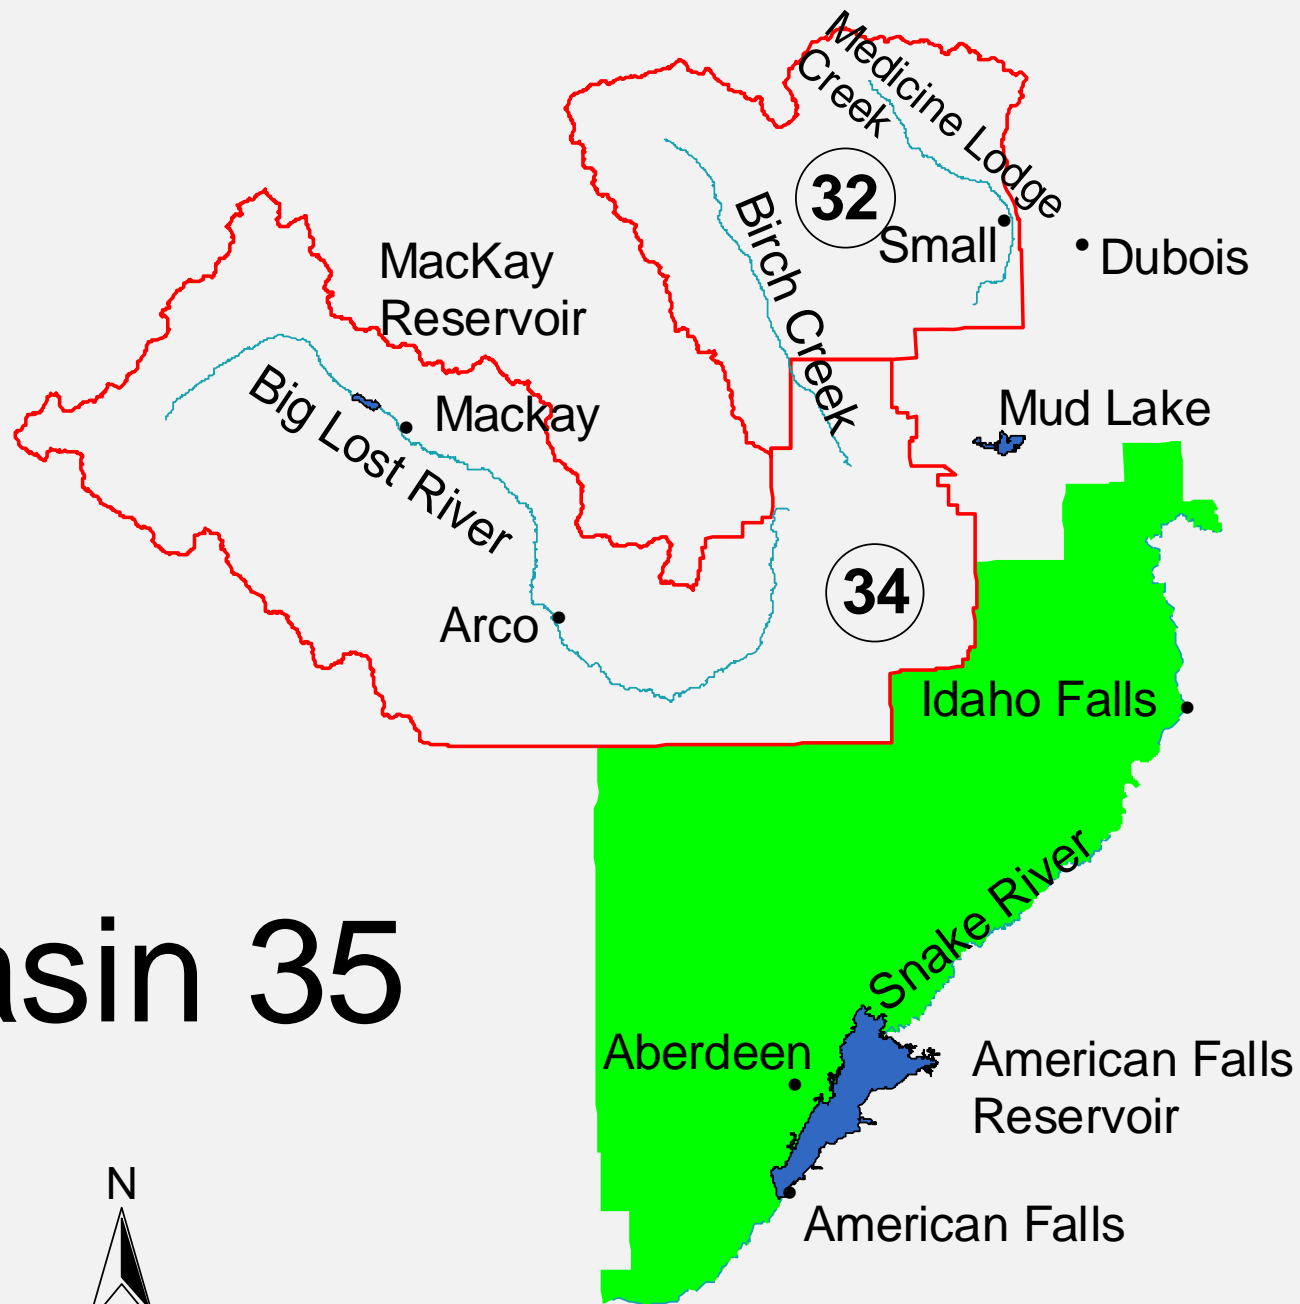 Medicine Lodge
Creek
32
Birch Creek
Small
Dubois
MacKay
Reservoir
Big Lost River
Mackay
Mud Lake
34
Arco
Idaho Falls
Snake River
asin 35
Aberdeen
American Falls
Reservoir
N
American Falls